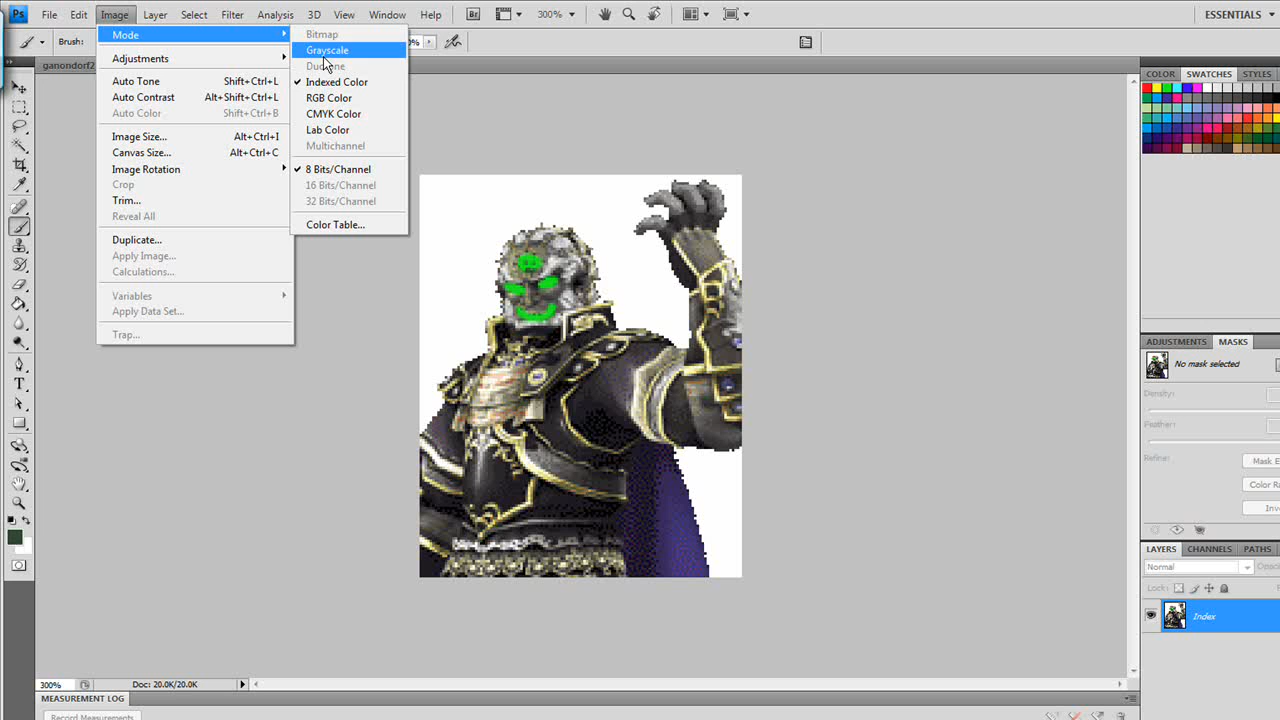 Ps File Edit Image Layer Select Filter Analysis 3D View Window Help Br 300% ESSENTIALS
Brush:
ganondorf2
Mode
Adjustments
Auto Tone Shift+Ctrl+L
Auto Contrast Alt+Shift+Ctrl+L
Auto Color Shift+Ctrl+B
Image Size... Alt+Ctrl+I
Canvas Size... Alt+Ctrl+C
Image Rotation
Crop
Trim...
Reveal All
Duplicate...
Apply Image...
Calculations...
Variables
Apply Data Set...
Trap...
Bitmap
Grayscale
Duotone
Indexed Color
RGB Color
CMYK Color
Lab Color
Multichannel
8 Bits/Channel
16 Bits/Channel
32 Bits/Channel
Color Table...
COLOR SWATCHES STYLES
ADJUSTMENTS MASKS
No mask selected
Density:
Feather:
Refine:
Mask E
Color Ra
Inv
LAYERS CHANNELS PATHS
Normal Opac
Lock:
Index
300% Doc: 20.0K/20.0K
MEASUREMENT LOG
Record Measurements